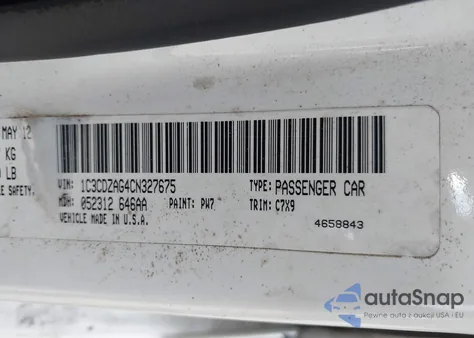 MAY 12
KG
LB
E SAFETY.
VIN: 1C3CDZAG4CN327675 TYPE: PASSENGER CAR
MDH: 052312 646AA PAINT: PW7 TRIM: C7X9
VEHICLE MADE IN U.S.A. 4658843
autoSnap
Pewne auta z aukcji USA i EU